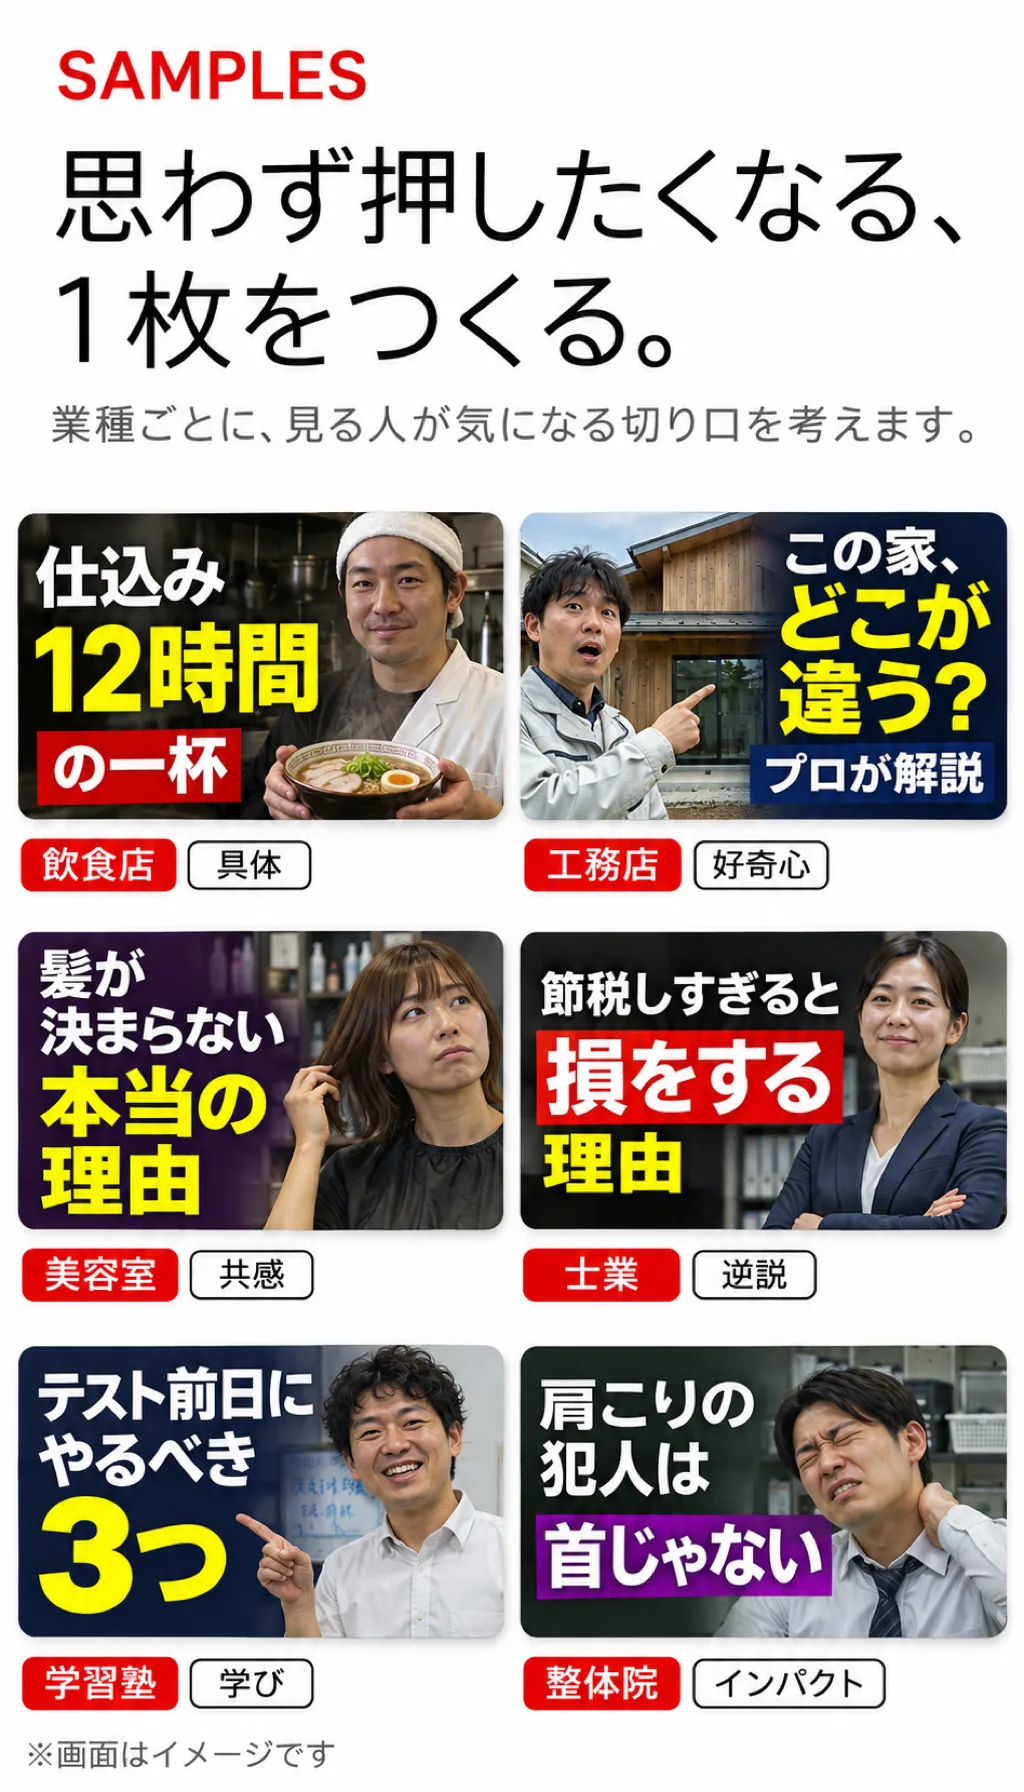 SAMPLES
思わず押したくなる、
1枚をつくる。
業種ごとに、見る人が気になる切り口を考えます。
仕込み
12時間
の一杯
飲食店 具体
この家、
どこが
違う?
プロが解説
工務店 好奇心
髪が
決まらない
本当の
理由
美容室 共感
節税しすぎると
損をする
理由
士業 逆説
テスト前日に
やるべき
3つ
学習塾 学び
肩こりの
犯人は
首じゃない
整体院 インパクト
※画面はイメージです